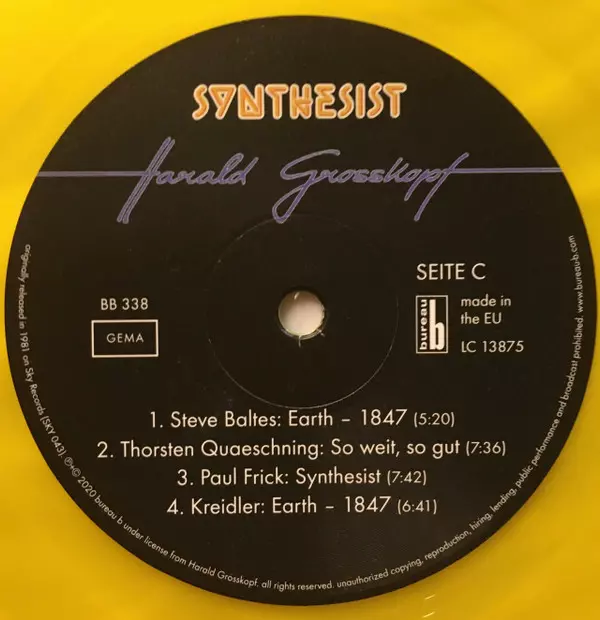 SYNTHESIST
Harald Grosskopf
BB 338
GEMA
SEITE C
bureau b
made in
the EU
LC 13875
1. Steve Baltes: Earth – 1847 (5:20)
2. Thorsten Quaeschning: So weit, so gut (7:36)
3. Paul Frick: Synthesist (7:42)
4. Kreidler: Earth – 1847 (6:41)
originally released in 1981 on Sky Records (SKY 043). ℗+© 2020 bureau b under license from Harald Grosskopf. all rights reserved. unauthorized copying, reproduction, hiring, lending, public performance and broadcast prohibited. www.bureau-b.com